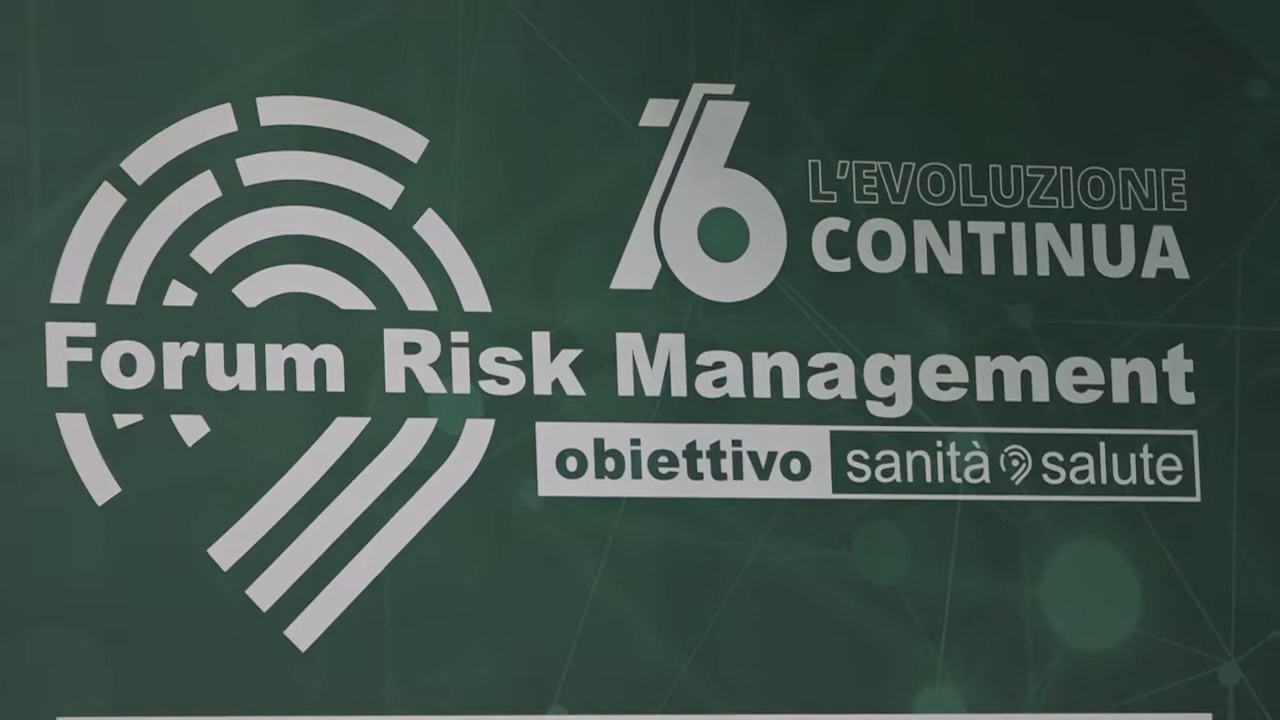 16
L'EVOLUZIONE
CONTINUA
Forum Risk Management
obiettivo sanità salute